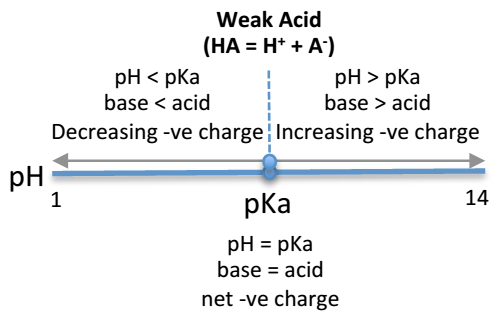 Weak Acid
(HA = H⁺ + A⁻)
pH < pKa
base < acid
Decreasing -ve charge
pH > pKa
base > acid
Increasing -ve charge
pH
1
pKa
14
pH = pKa
base = acid
net -ve charge